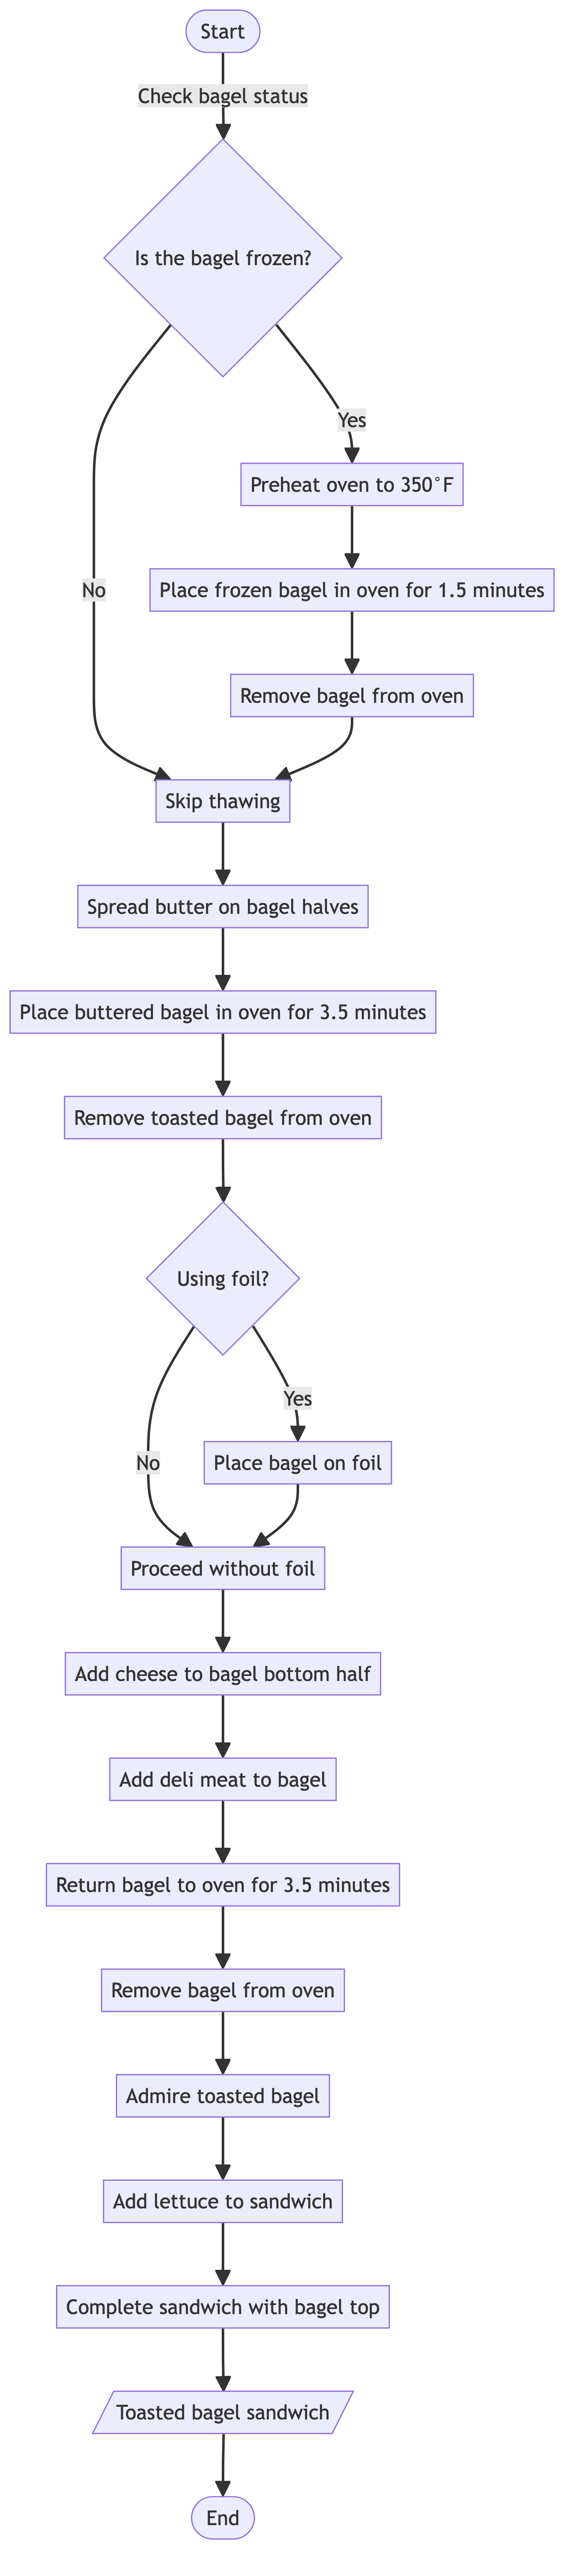 Start
Check bagel status
Is the bagel frozen?
Yes
Preheat oven to 350°F
No
Place frozen bagel in oven for 1.5 minutes
Remove bagel from oven
Skip thawing
Spread butter on bagel halves
Place buttered bagel in oven for 3.5 minutes
Remove toasted bagel from oven
Using foil?
Yes
No
Place bagel on foil
Proceed without foil
Add cheese to bagel bottom half
Add deli meat to bagel
Return bagel to oven for 3.5 minutes
Remove bagel from oven
Admire toasted bagel
Add lettuce to sandwich
Complete sandwich with bagel top
Toasted bagel sandwich
End